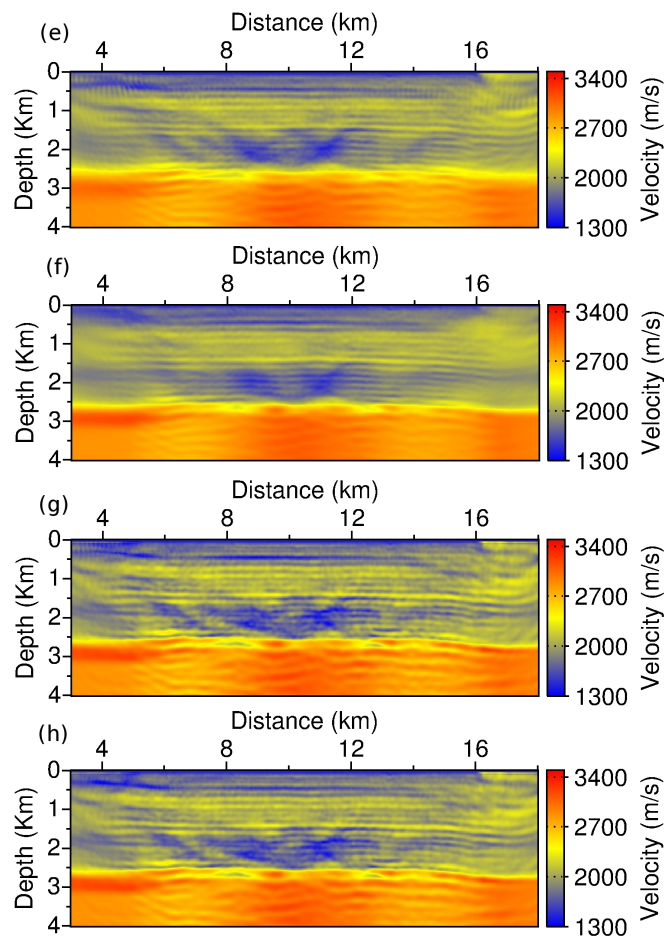 (e)
Distance (km)
4 8 12 16
0
1
2
3
4
Depth (Km)
3400
2700
2000
1300
Velocity (m/s)
(f)
Distance (km)
4 8 12 16
0
1
2
3
4
Depth (Km)
3400
2700
2000
1300
Velocity (m/s)
(g)
Distance (km)
4 8 12 16
0
1
2
3
4
Depth (Km)
3400
2700
2000
1300
Velocity (m/s)
(h)
Distance (km)
4 8 12 16
0
1
2
3
4
Depth (Km)
3400
2700
2000
1300
Velocity (m/s)